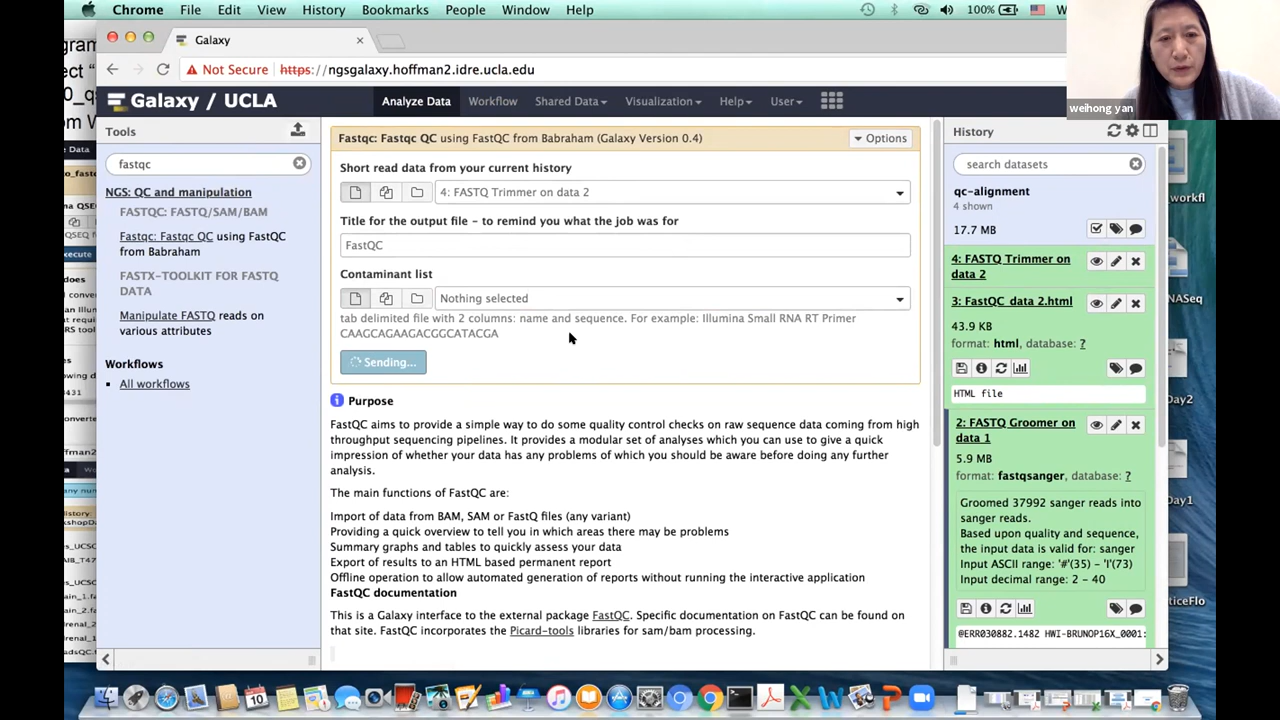 Chrome File Edit View History Bookmarks People Window Help 100%
Galaxy
Not Secure https://ngsgalaxy.hoffman2.idre.ucla.edu
weihong yan
Galaxy / UCLA
Analyze Data Workflow Shared Data Visualization Help User
Tools
fastqc
NGS: QC and manipulation
FASTQC: FASTQ/SAM/BAM
Fastqc: Fastqc QC using FastQC
from Babraham
FASTX-TOOLKIT FOR FASTQ
DATA
Manipulate FASTQ reads on
various attributes
Workflows
All workflows
Fastqc: Fastqc QC using FastQC from Babraham (Galaxy Version 0.4)
Options
Short read data from your current history
4: FASTQ Trimmer on data 2
Title for the output file – to remind you what the job was for
FastQC
Contaminant list
Nothing selected
tab delimited file with 2 columns: name and sequence. For example: Illumina Small RNA RT Primer
CAAGCAGAAGACGGCATACGA
Sending...
Purpose
FastQC aims to provide a simple way to do some quality control checks on raw sequence data coming from high
throughput sequencing pipelines. It provides a modular set of analyses which you can use to give a quick
impression of whether your data has any problems of which you should be aware before doing any further
analysis.
The main functions of FastQC are:
Import of data from BAM, SAM or FastQ files (any variant)
Providing a quick overview to tell you in which areas there may be problems
Summary graphs and tables to quickly assess your data
Export of results to an HTML based permanent report
Offline operation to allow automated generation of reports without running the interactive application
FastQC documentation
This is a Galaxy interface to the external package FastQC. Specific documentation on FastQC can be found on
that site. FastQC incorporates the Picard-tools libraries for sam/bam processing.
History
search datasets
qc-alignment
4 shown
17.7 MB
4: FASTQ Trimmer on
data 2
3: FastQC data 2.html
43.9 KB
format: html, database: ?
HTML file
2: FASTQ Groomer on
data 1
5.9 MB
format: fastqsanger, database: ?
Groomed 37992 sanger reads into
sanger reads.
Based upon quality and sequence,
the input data is valid for: sanger
Input ASCII range: '#'(35) - 'I'(73)
Input decimal range: 2 - 40
@ERR030882.1482 HWI-BRUNOP16X_0001:
workfl
NASeq
Day2
Day1
ticeFlo